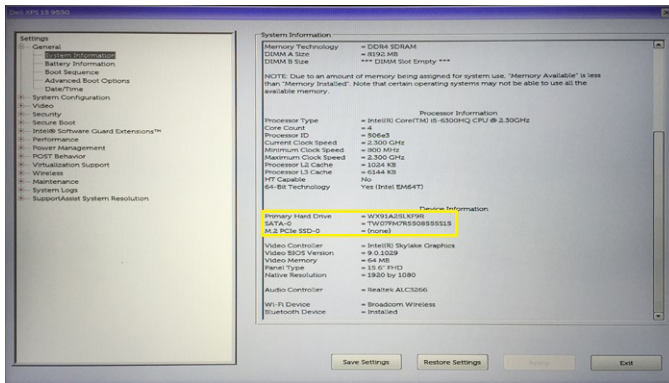 Dell XPS 15 9550
Settings
General
System Information
Battery Information
Boot Sequence
Advanced Boot Options
Date/Time
System Configuration
Video
Security
Secure Boot
Intel® Software Guard Extensions™
Performance
Power Management
POST Behavior
Virtualization Support
Wireless
Maintenance
System Logs
SupportAssist System Resolution
System Information
Memory Technology = DDR4 SDRAM
DIMM A Size = 8192 MB
DIMM B Size *** DIMM Slot Empty ***
NOTE: Due to an amount of memory being assigned for system use, "Memory Available" is less
than "Memory Installed". Note that certain operating systems may not be able to use all the
available memory.
Processor Information
Processor Type = Intel(R) Core(TM) i5-6300HQ CPU @ 2.30GHz
Core Count = 4
Processor ID = 506e3
Current Clock Speed = 2.300 GHz
Minimum Clock Speed = 800 MHz
Maximum Clock Speed = 2.300 GHz
Processor L2 Cache = 1024 KB
Processor L3 Cache = 6144 KB
HT Capable No
64-Bit Technology Yes (Intel EM64T)
Device Information
Primary Hard Drive
SATA-0
M.2 PCIe SSD-0 = (none)
Video Controller = Intel(R) Skylake Graphics
Video BIOS Version = 9.0.1029
Video Memory = 64 MB
Panel Type = 15.6" FHD
Native Resolution = 1920 by 1080
Audio Controller = Realtek ALC3266
Wi-Fi Device = Broadcom Wireless
Bluetooth Device = Installed
Save Settings
Restore Settings
Apply
Exit